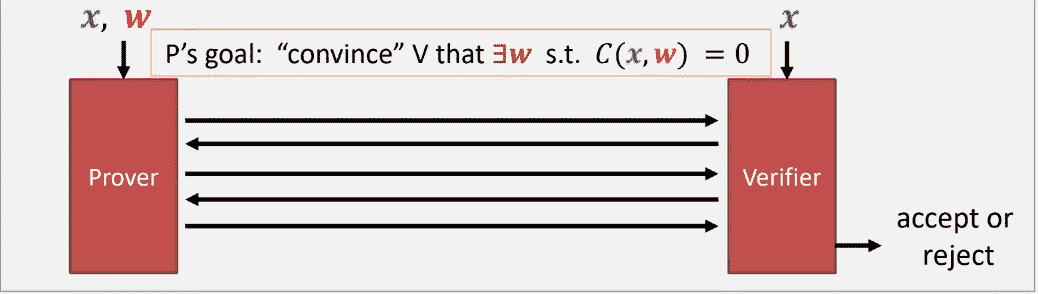 x, w
x
P's goal: “convince” V that ∃w s.t. C(x, w) = 0
Prover
Verifier
accept or
reject